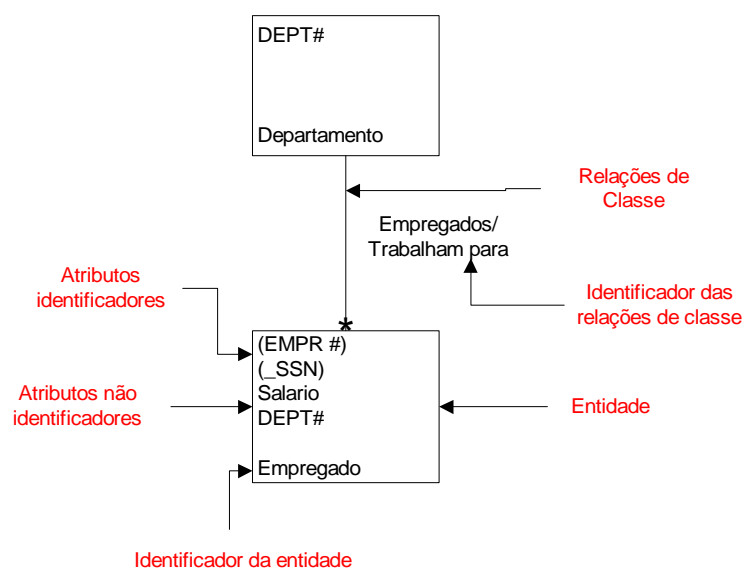 DEPT#
Departamento
Relações de
Classe
Empregados/
Trabalham para
Atributos
identificadores
Identificador das
relações de classe
*
(EMPR #)
(_SSN)
Salario
DEPT#
Atributos não
identificadores
Entidade
Empregado
Identificador da entidade